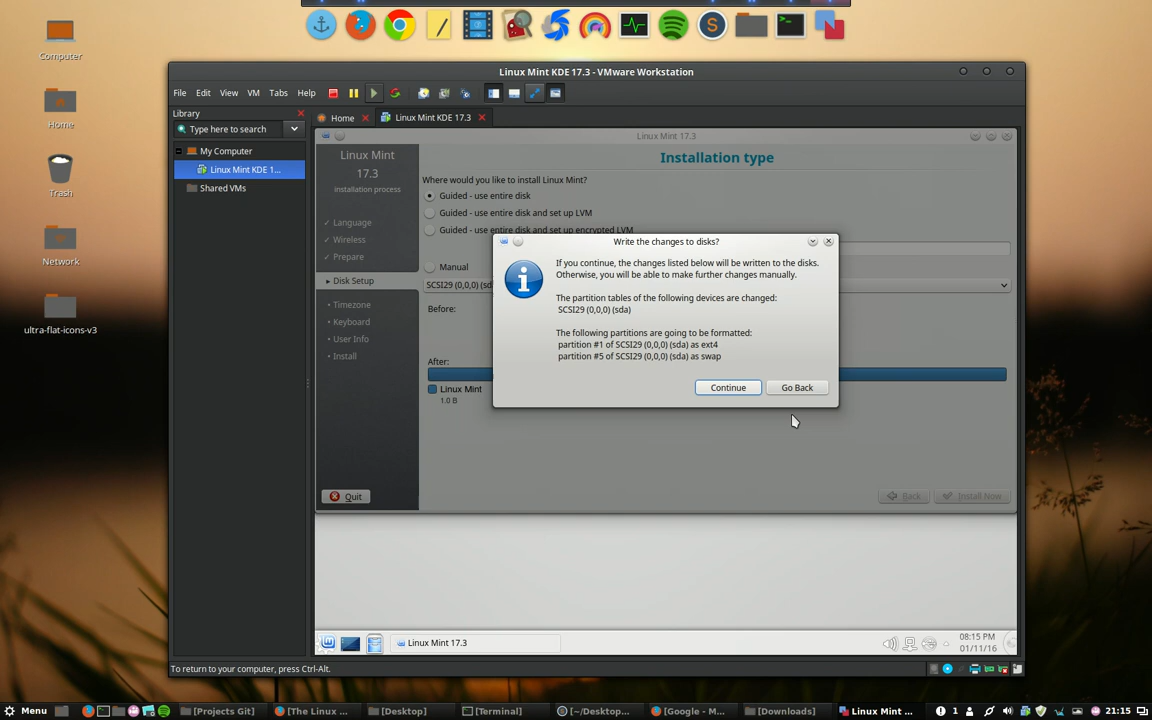 Computer
Home
Trash
Network
ultra-flat-icons-v3
Linux Mint KDE 17.3 - VMware Workstation
File Edit View VM Tabs Help
Library
Type here to search
My Computer
Linux Mint KDE 1...
Shared VMs
Home
Linux Mint KDE 17.3
Linux Mint 17.3
Linux Mint
17.3
installation process
✓ Language
✓ Wireless
✓ Prepare
▸ Disk Setup
• Timezone
• Keyboard
• User Info
• Install
Quit
Installation type
Where would you like to install Linux Mint?
Guided - use entire disk
Guided - use entire disk and set up LVM
Guided - use entire disk and set up encrypted LVM
Manual
SCSI29 (0,0,0) (sd
Before:
After:
Linux Mint
1.0 B
Back
Install Now
Write the changes to disks?
If you continue, the changes listed below will be written to the disks.
Otherwise, you will be able to make further changes manually.
The partition tables of the following devices are changed:
SCSI29 (0,0,0) (sda)
The following partitions are going to be formatted:
partition #1 of SCSI29 (0,0,0) (sda) as ext4
partition #5 of SCSI29 (0,0,0) (sda) as swap
Continue
Go Back
Linux Mint 17.3
08:15 PM
01/11/16
To return to your computer, press Ctrl-Alt.
Menu
[Projects Git]
[The Linux ...
[Desktop]
[Terminal]
[~/Desktop...
[Google - M...
[Downloads]
Linux Mint ...
1
21:15